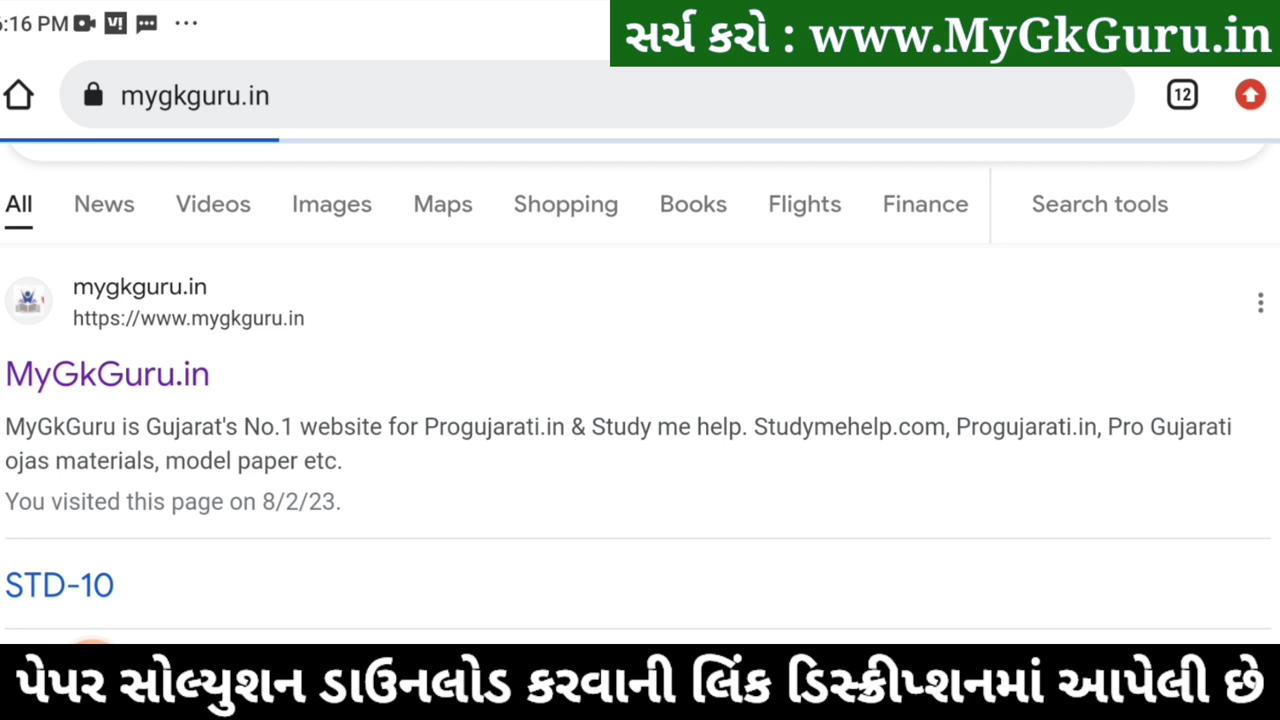 6:16 PM
સર્ચ કરો : www.MyGkGuru.in
mygkguru.in
12
All News Videos Images Maps Shopping Books Flights Finance Search tools
mygkguru.in
https://www.mygkguru.in
MyGkGuru.in
MyGkGuru is Gujarat's No.1 website for Progujarati.in & Study me help. Studymehelp.com, Progujarati.in, Pro Gujarati
ojas materials, model paper etc.
You visited this page on 8/2/23.
STD-10
પેપર સોલ્યુશન ડાઉનલોડ કરવાની લિંક ડિસ્ક્રીપ્શનમાં આપેલી છે